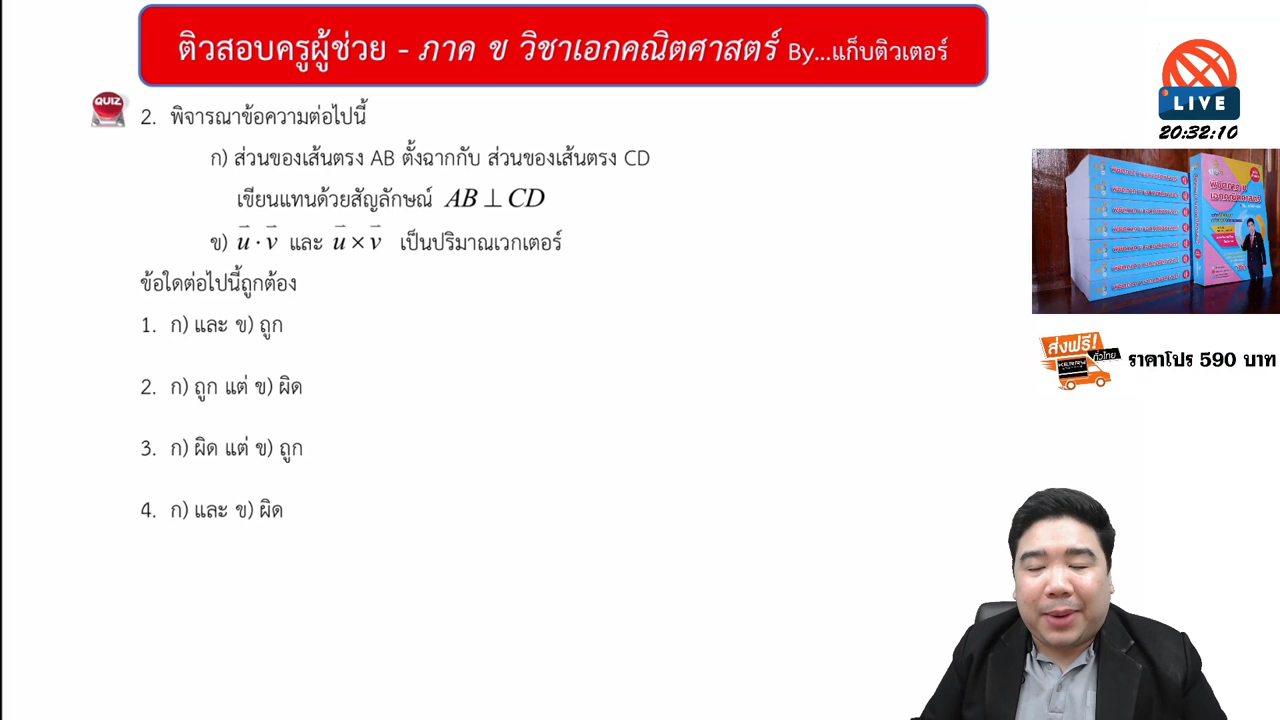 ติวสอบครูผู้ช่วย - ภาค ข วิชาเอกคณิตศาสตร์ By...แก็บติวเตอร์
QUIZ
2. พิจารณาข้อความต่อไปนี้
ก) ส่วนของเส้นตรง AB ตั้งฉากกับ ส่วนของเส้นตรง CD
เขียนแทนด้วยสัญลักษณ์ AB ⊥ CD
ข) u⃗ · v⃗ และ u⃗ × v⃗ เป็นปริมาณเวกเตอร์
ข้อใดต่อไปนี้ถูกต้อง
1. ก) และ ข) ถูก
2. ก) ถูก แต่ ข) ผิด
3. ก) ผิด แต่ ข) ถูก
4. ก) และ ข) ผิด
LIVE
20:32:10
ส่งฟรี!
ทั่วไทย
KERRY
ราคาโปร 590 บาท